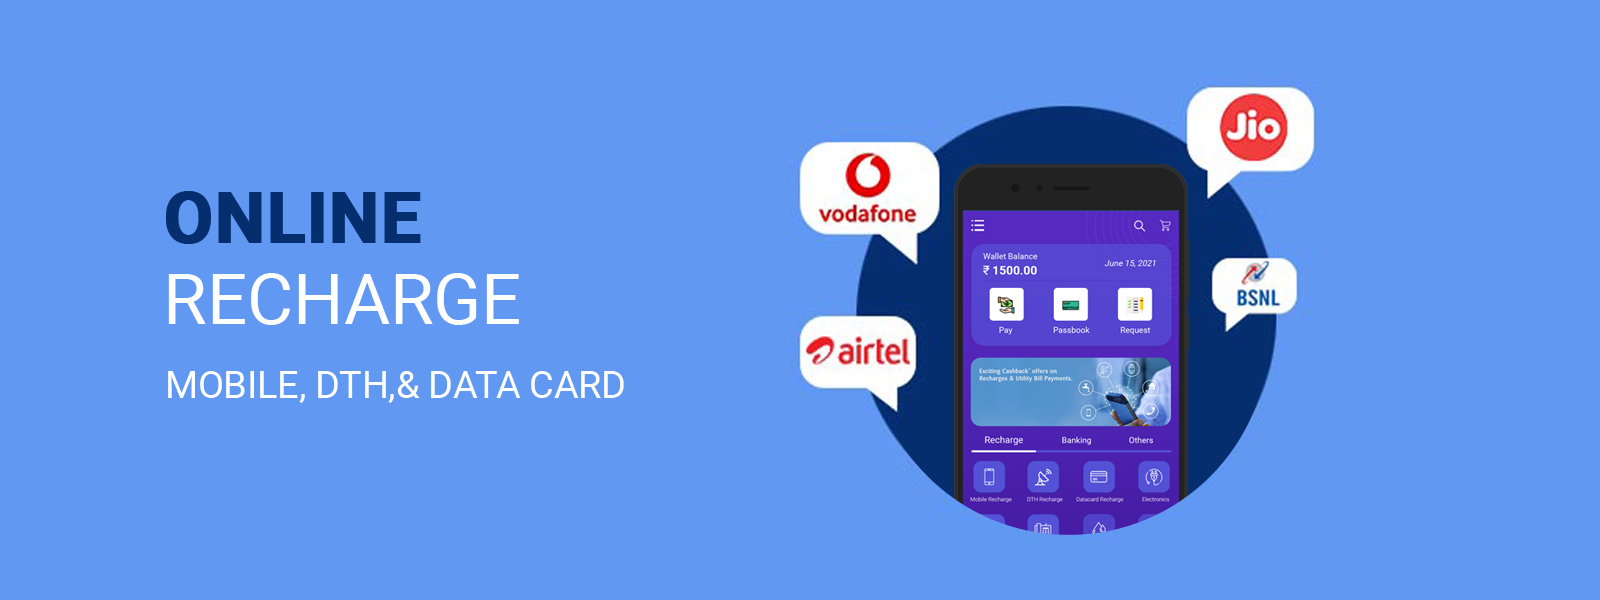 ONLINE
RECHARGE
MOBILE, DTH,& DATA CARD
vodafone
Jio
airtel
BSNL
Wallet Balance
₹ 1500.00
June 15, 2021
Pay
Passbook
Request
Exciting Cashback* offers on
Recharges & Utility Bill Payments.
Recharge
Banking
Others
Mobile Recharge
DTH Recharge
Datacard Recharge
Electronics